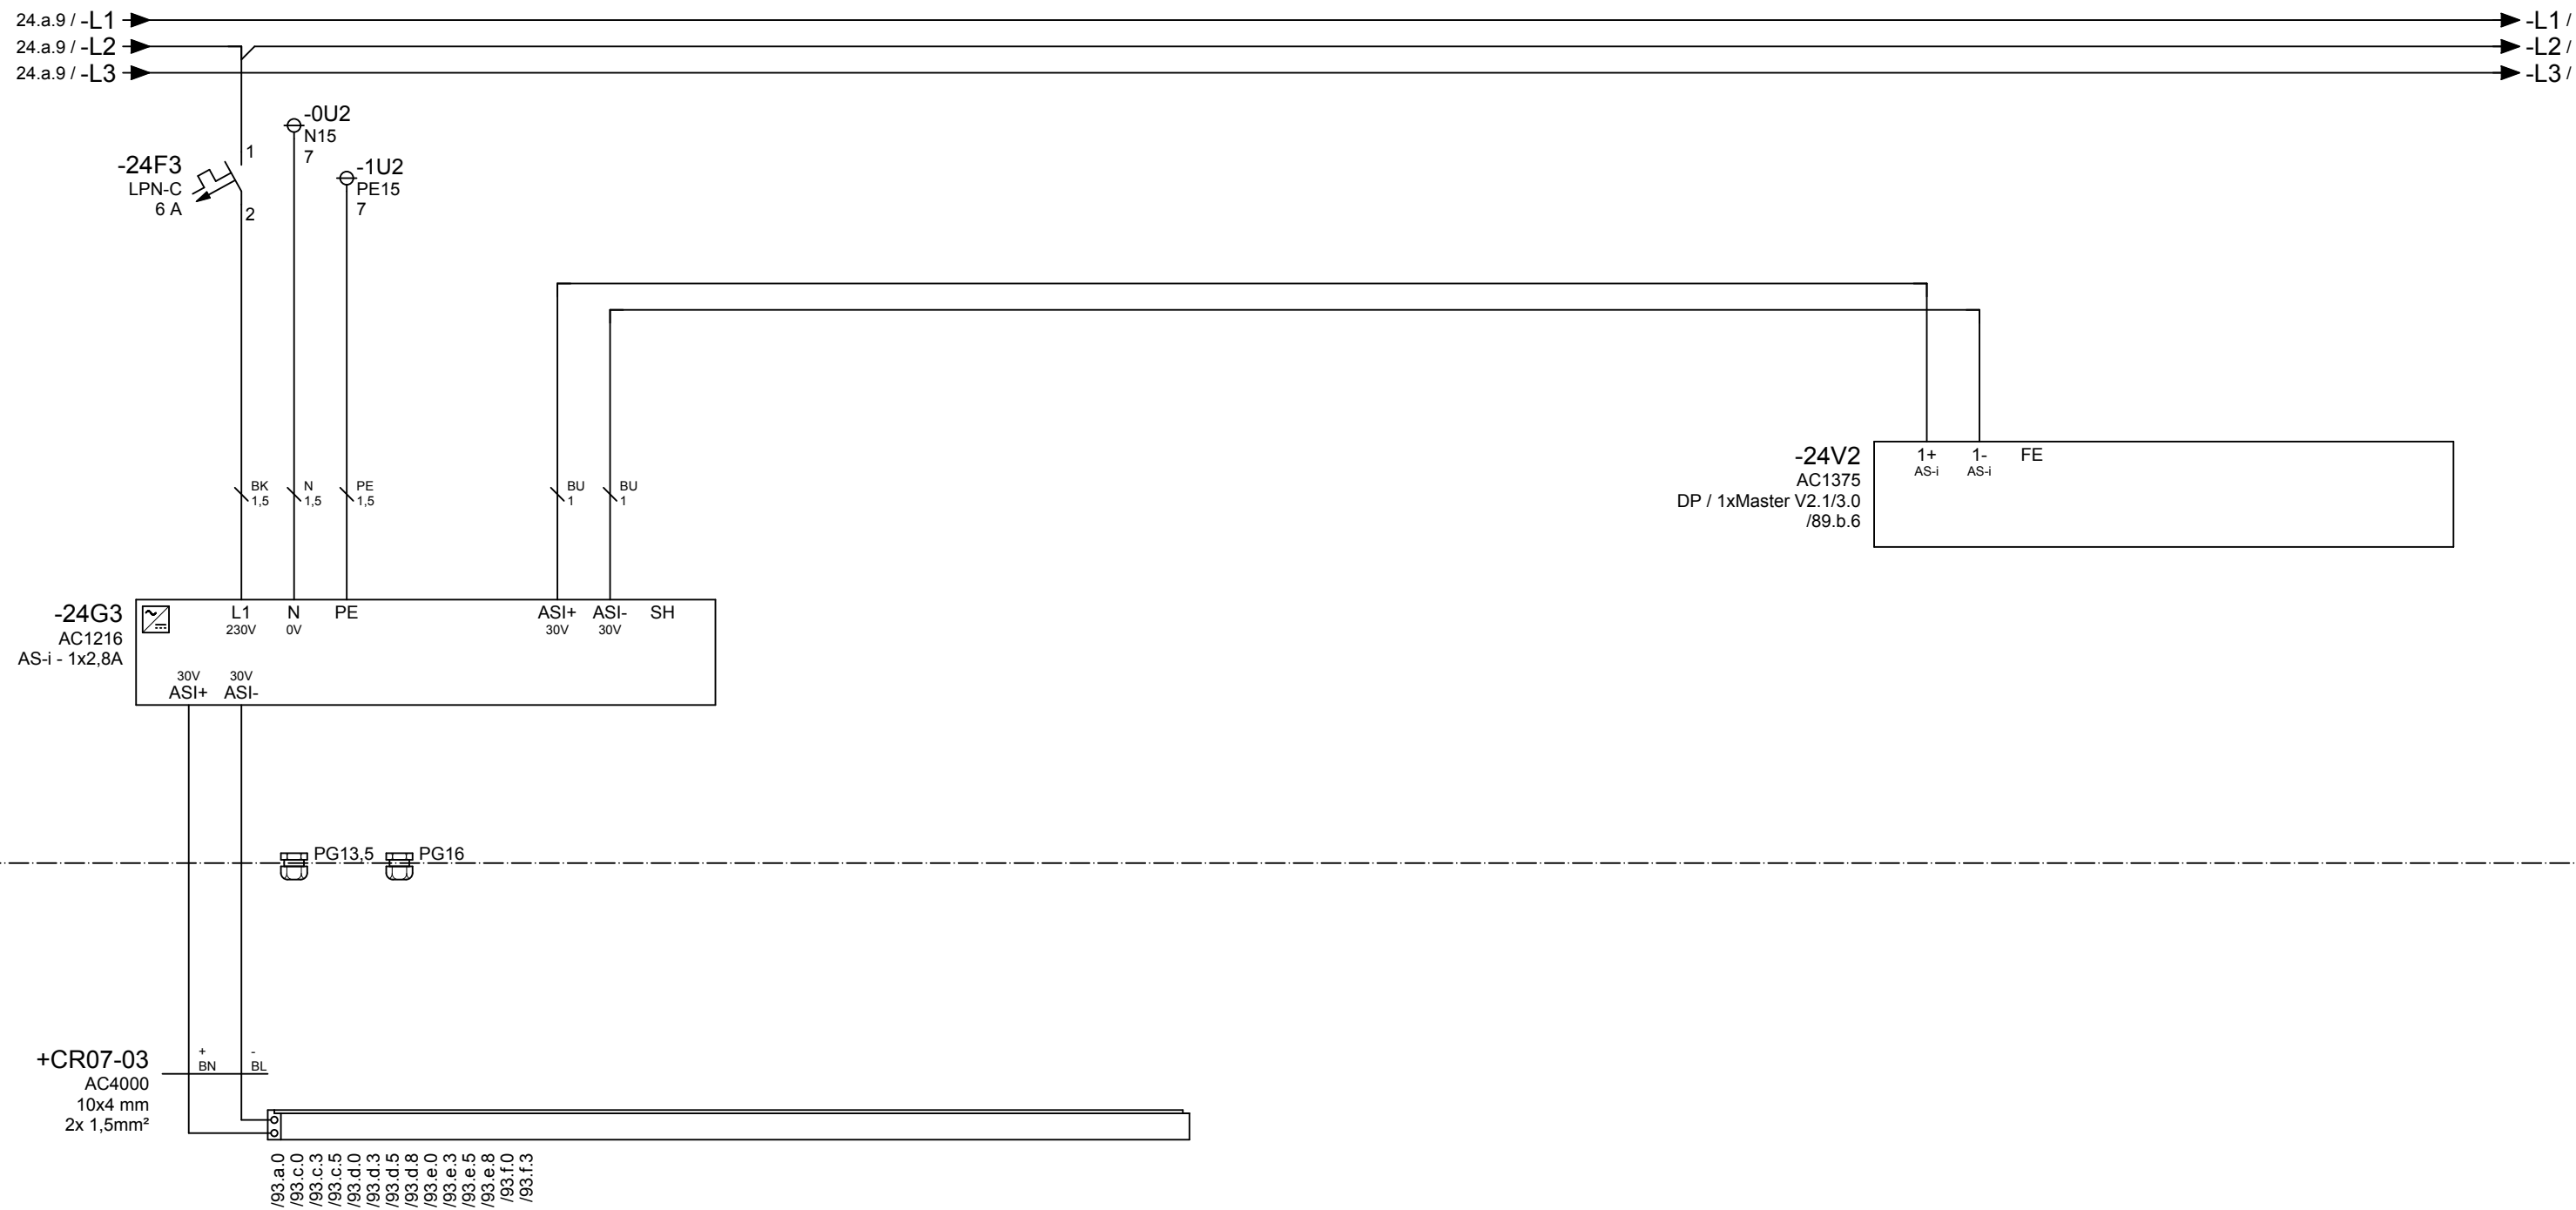 24.a.9 / -L1
-L1 /
24.a.9 / -L2
-L2 /
24.a.9 / -L3
-L3 /
-0U2
N15
7
1
-24F3
LPN-C
6 A
2
-1U2
PE15
7
BK
1,5
N
1,5
PE
1,5
BU
1
BU
1
-24V2
AC1375
DP / 1xMaster V2.1/3.0
/89.b.6
1+
AS-i
1-
AS-i
FE
-24G3
AC1216
AS-i - 1x2,8A
L1
230V
N
0V
PE
ASI+
30V
ASI-
30V
SH
30V
ASI+
30V
ASI-
PG13,5
PG16
+CR07-03
AC4000
10x4 mm
2x 1,5mm²
+
BN
-
BL
/93.a.0
/93.c.0
/93.c.3
/93.c.5
/93.d.0
/93.d.3
/93.d.5
/93.d.8
/93.e.0
/93.e.3
/93.e.5
/93.e.8
/93.f.0
/93.f.3